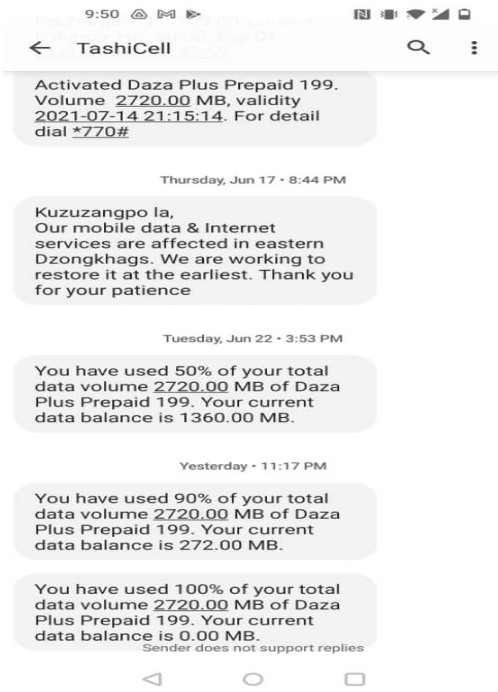 9:50
TashiCell
Activated Daza Plus Prepaid 199.
Volume 2720.00 MB, validity
2021-07-14 21:15:14. For detail
dial *770#
Thursday, Jun 17 • 8:44 PM
Kuzuzangpo la,
Our mobile data & Internet
services are affected in eastern
Dzongkhags. We are working to
restore it at the earliest. Thank you
for your patience
Tuesday, Jun 22 • 3:53 PM
You have used 50% of your total
data volume 2720.00 MB of Daza
Plus Prepaid 199. Your current
data balance is 1360.00 MB.
Yesterday • 11:17 PM
You have used 90% of your total
data volume 2720.00 MB of Daza
Plus Prepaid 199. Your current
data balance is 272.00 MB.
You have used 100% of your total
data volume 2720.00 MB of Daza
Plus Prepaid 199. Your current
data balance is 0.00 MB.
Sender does not support replies